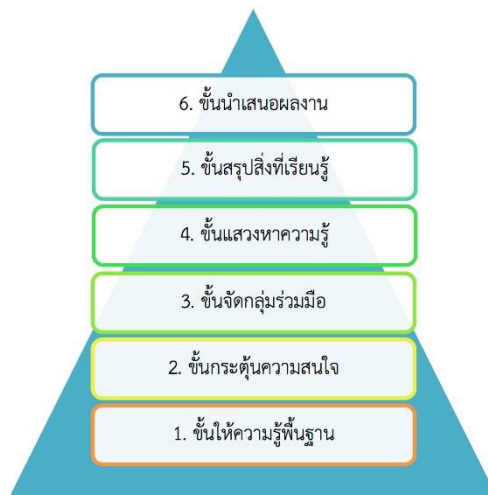 6. ขั้นนำเสนอผลงาน
5. ขั้นสรุปสิ่งที่เรียนรู้
4. ขั้นแสวงหาความรู้
3. ขั้นจัดกลุ่มร่วมมือ
2. ขั้นกระตุ้นความสนใจ
1. ขั้นให้ความรู้พื้นฐาน